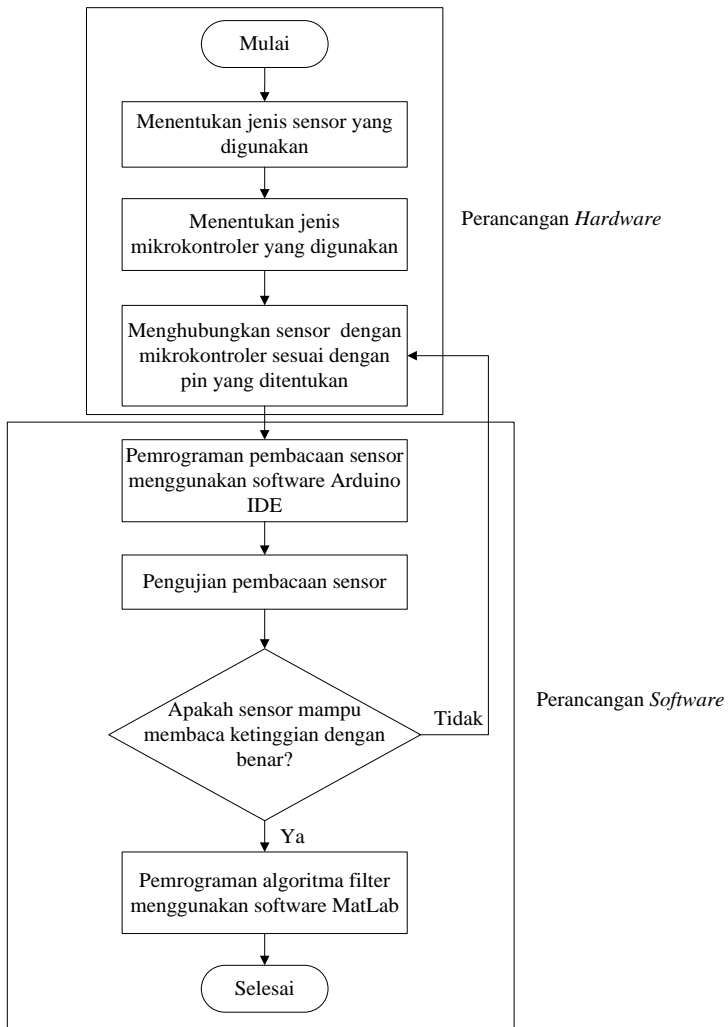 Mulai
Menentukan jenis sensor yang
digunakan
Menentukan jenis
mikrokontroler yang digunakan
Perancangan Hardware
Menghubungkan sensor dengan
mikrokontroler sesuai dengan
pin yang ditentukan
Pemrograman pembacaan sensor
menggunakan software Arduino
IDE
Pengujian pembacaan sensor
Apakah sensor mampu
membaca ketinggian dengan
benar?
Tidak
Perancangan Software
Ya
Pemrograman algoritma filter
menggunakan software MatLab
Selesai